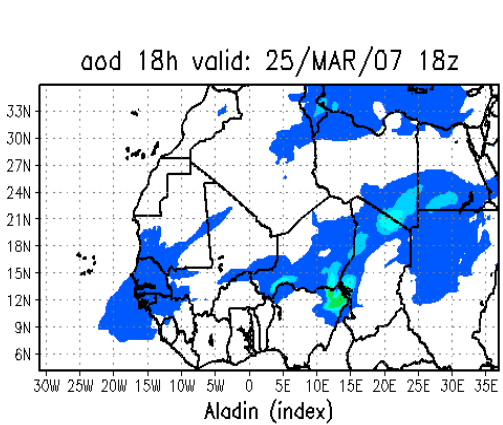 aod 18h valid: 25/MAR/07 18z
33N
30N
27N
24N
21N
18N
15N
12N
9N
6N
30W 25W 20W 15W 10W 5W 0 5E 10E 15E 20E 25E 30E 35E
Aladin (index)